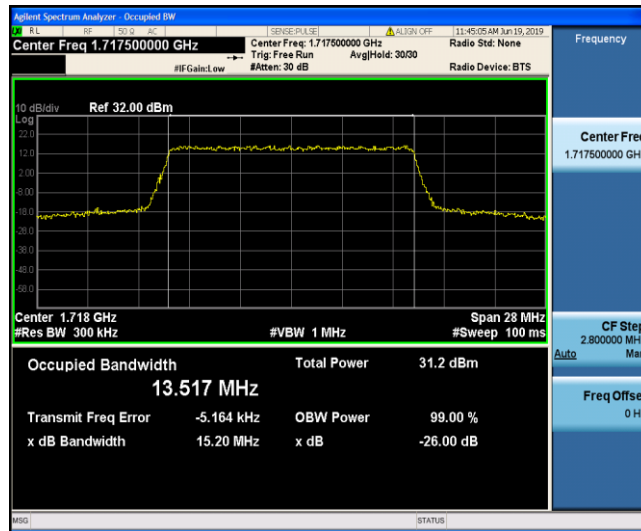 Agilent Spectrum Analyzer - Occupied BW
RL RF 50 Ω AC SENSE:PULSE ALIGN OFF 11:45:05 AM Jun 19, 2019
Center Freq 1.717500000 GHz Center Freq: 1.717500000 GHz Radio Std: None
Trig: Free Run Avg|Hold: 30/30
#IFGain:Low #Atten: 30 dB Radio Device: BTS
10 dB/div Ref 32.00 dBm
Log
22.0
12.0
2.00
-8.00
-18.0
-28.0
-38.0
-48.0
-58.0
Center 1.718 GHz Span 28 MHz
#Res BW 300 kHz #VBW 1 MHz #Sweep 100 ms
Occupied Bandwidth Total Power 31.2 dBm
13.517 MHz
Transmit Freq Error -5.164 kHz OBW Power 99.00 %
x dB Bandwidth 15.20 MHz x dB -26.00 dB
MSG STATUS
Frequency
Center Fre
1.717500000 GH
CF Step
2.800000 MH
Auto Ma
Freq Offse
0 H